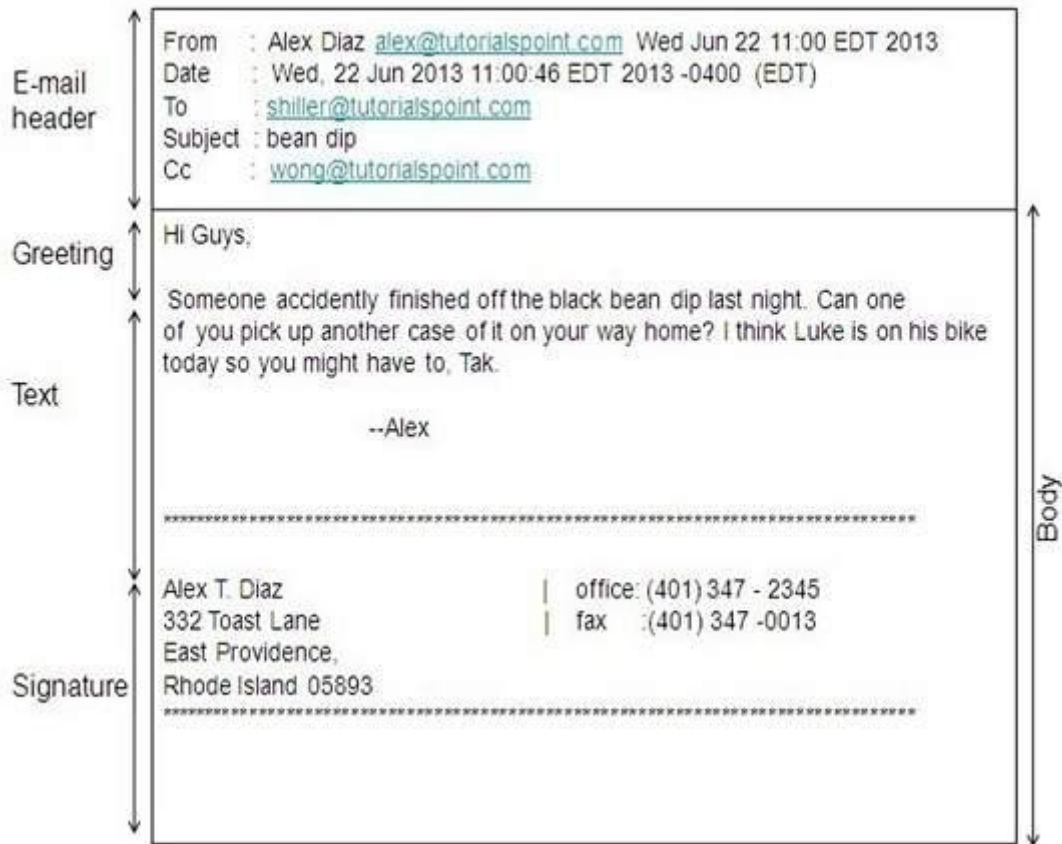 E-mail
header
From : Alex Diaz alex@tutorialspoint.com Wed Jun 22 11:00 EDT 2013
Date : Wed, 22 Jun 2013 11:00:46 EDT 2013 -0400 (EDT)
To : shiller@tutorialspoint.com
Subject : bean dip
Cc : wong@tutorialspoint.com
Greeting
Hi Guys,
Text
Someone accidently finished off the black bean dip last night. Can one
of you pick up another case of it on your way home? I think Luke is on his bike
today so you might have to, Tak.
--Alex
Body
Signature
Alex T. Diaz | office: (401) 347 - 2345
332 Toast Lane | fax :(401) 347 -0013
East Providence,
Rhode Island 05893